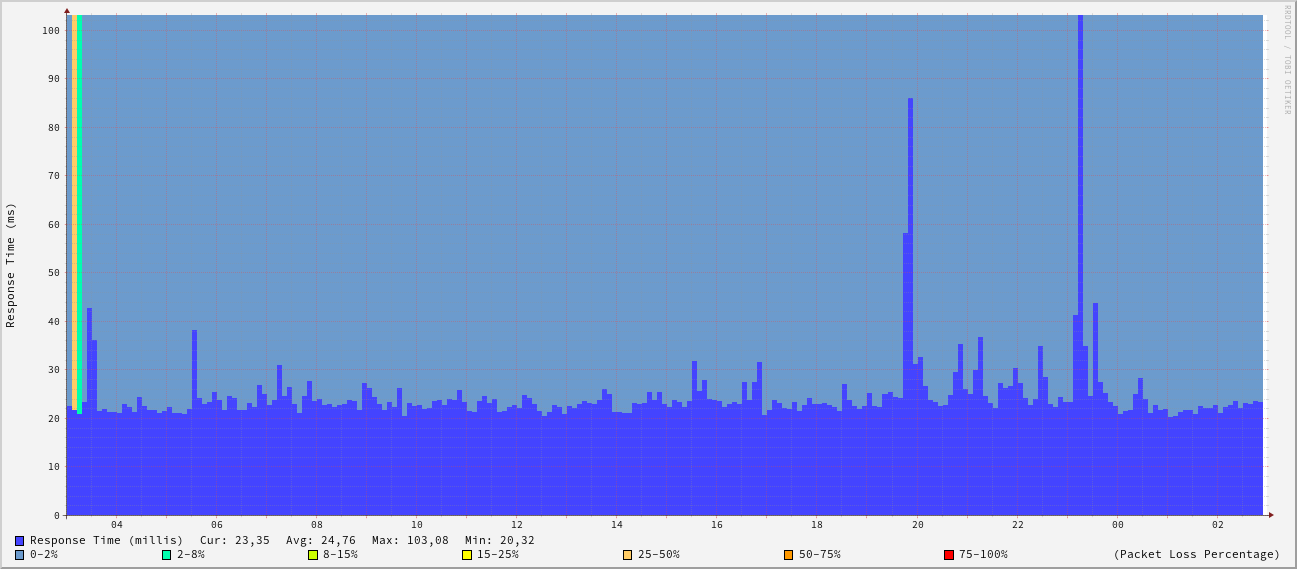 RRDTOOL / TOBI OETIKER
Response Time (ms)
100
90
80
70
60
50
40
30
20
10
0
04 06 08 10 12 14 16 18 20 22 00 02
Response Time (millis) Cur: 23,35 Avg: 24,76 Max: 103,08 Min: 20,32
0-2% 2-8% 8-15% 15-25% 25-50% 50-75% 75-100% (Packet Loss Percentage)